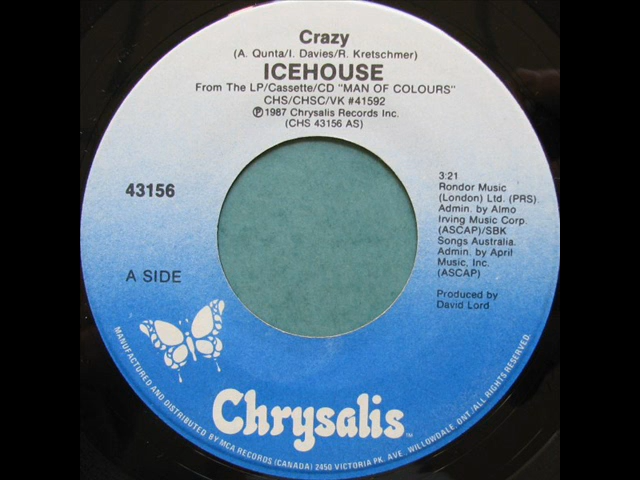 Crazy
(A. Qunta/I. Davies/R. Kretschmer)
ICEHOUSE
From The LP/Cassette/CD "MAN OF COLOURS"
CHS/CHSC/VK #41592
Ⓟ1987 Chrysalis Records Inc.
(CHS 43156 AS)
43156
A SIDE
3:21
Rondor Music
(London) Ltd. (PRS).
Admin. by Almo
Irving Music Corp.
(ASCAP)/SBK
Songs Australia.
Admin. by April
Music, Inc.
(ASCAP)
Produced by
David Lord
Chrysalis™
MANUFACTURED AND DISTRIBUTED BY MCA RECORDS (CANADA) 2450 VICTORIA PK. AVE. WILLOWDALE, ONT./ALL RIGHTS RESERVED.